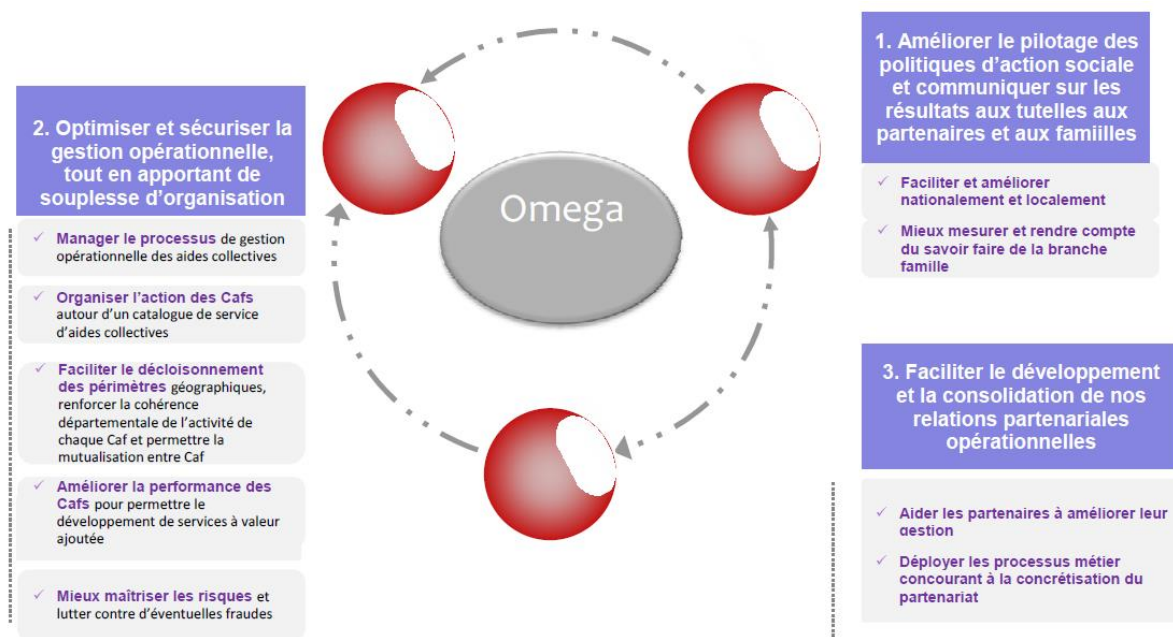 1. Améliorer le pilotage des
politiques d'action sociale
et communiquer sur les
résultats aux tutelles aux
partenaires et aux famiilles
✓ Faciliter et améliorer
nationalement et localement
✓ Mieux mesurer et rendre compte
du savoir faire de la branche
famille
2. Optimiser et sécuriser la
gestion opérationnelle,
tout en apportant de
souplesse d'organisation
✓ Manager le processus de gestion
opérationnelle des aides collectives
✓ Organiser l'action des Cafs
autour d'un catalogue de service
d'aides collectives
✓ Faciliter le décloisonnement
des périmètres géographiques,
renforcer la cohérence
départementale de l'activité de
chaque Caf et permettre la
mutualisation entre Caf
✓ Améliorer la performance des
Cafs pour permettre le
développement de services à valeur
ajoutée
✓ Mieux maîtriser les risques et
lutter contre d'éventuelles fraudes
Omega
3. Faciliter le développement
et la consolidation de nos
relations partenariales
opérationnelles
✓ Aider les partenaires à améliorer leur
gestion
✓ Déployer les processus métier
concourant à la concrétisation du
partenariat